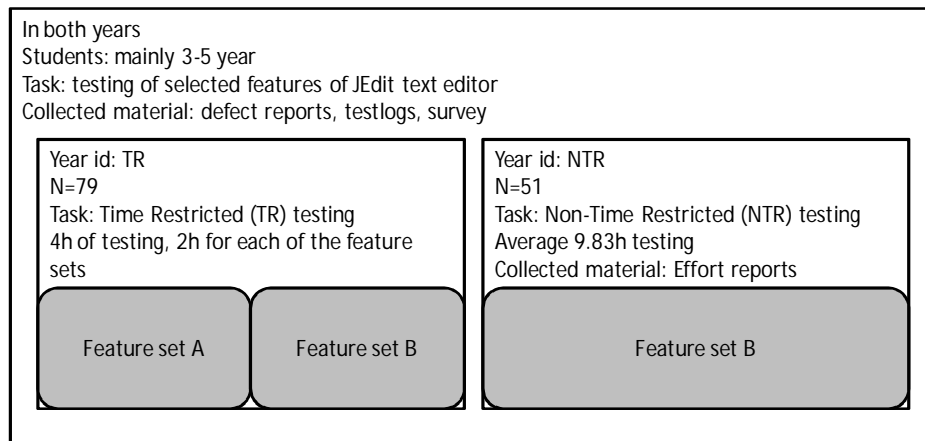 In both years
Students: mainly 3-5 year
Task: testing of selected features of JEdit text editor
Collected material: defect reports, testlogs, survey
Year id: TR
N=79
Task: Time Restricted (TR) testing
4h of testing, 2h for each of the feature
sets
Feature set A
Feature set B
Year id: NTR
N=51
Task: Non-Time Restricted (NTR) testing
Average 9.83h testing
Collected material: Effort reports
Feature set B